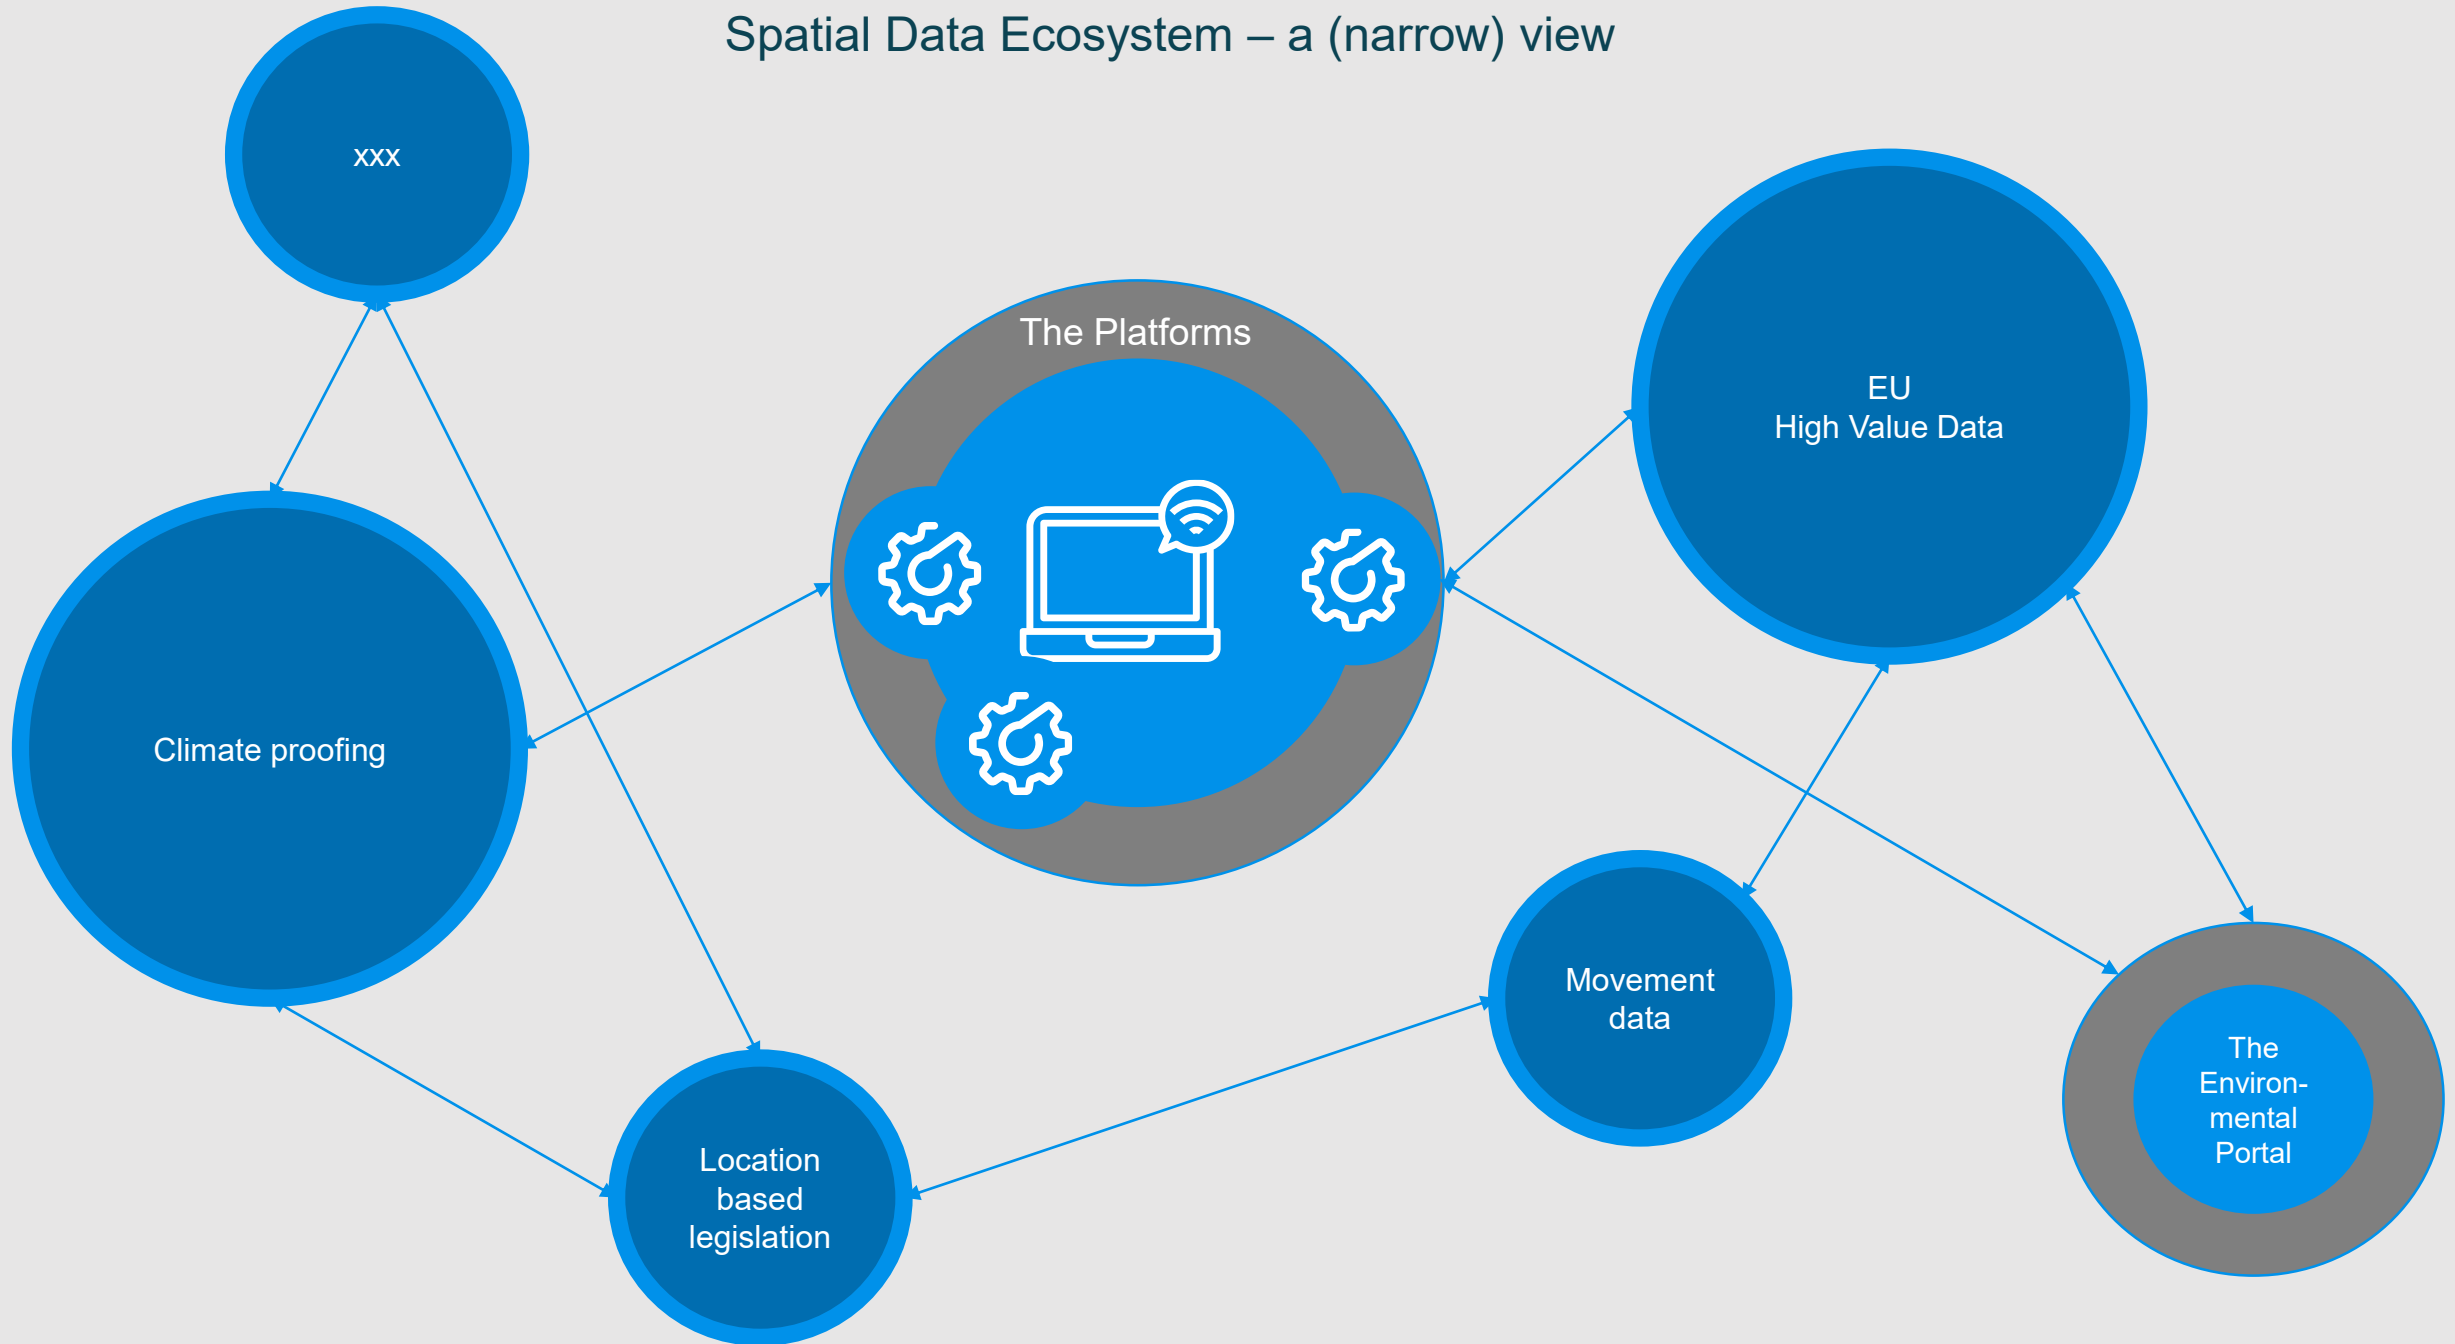 Spatial Data Ecosystem – a (narrow) view
xxx
The Platforms
EU
High Value Data
Climate proofing
Movement
data
The
Environ-
mental
Portal
Location
based
legislation